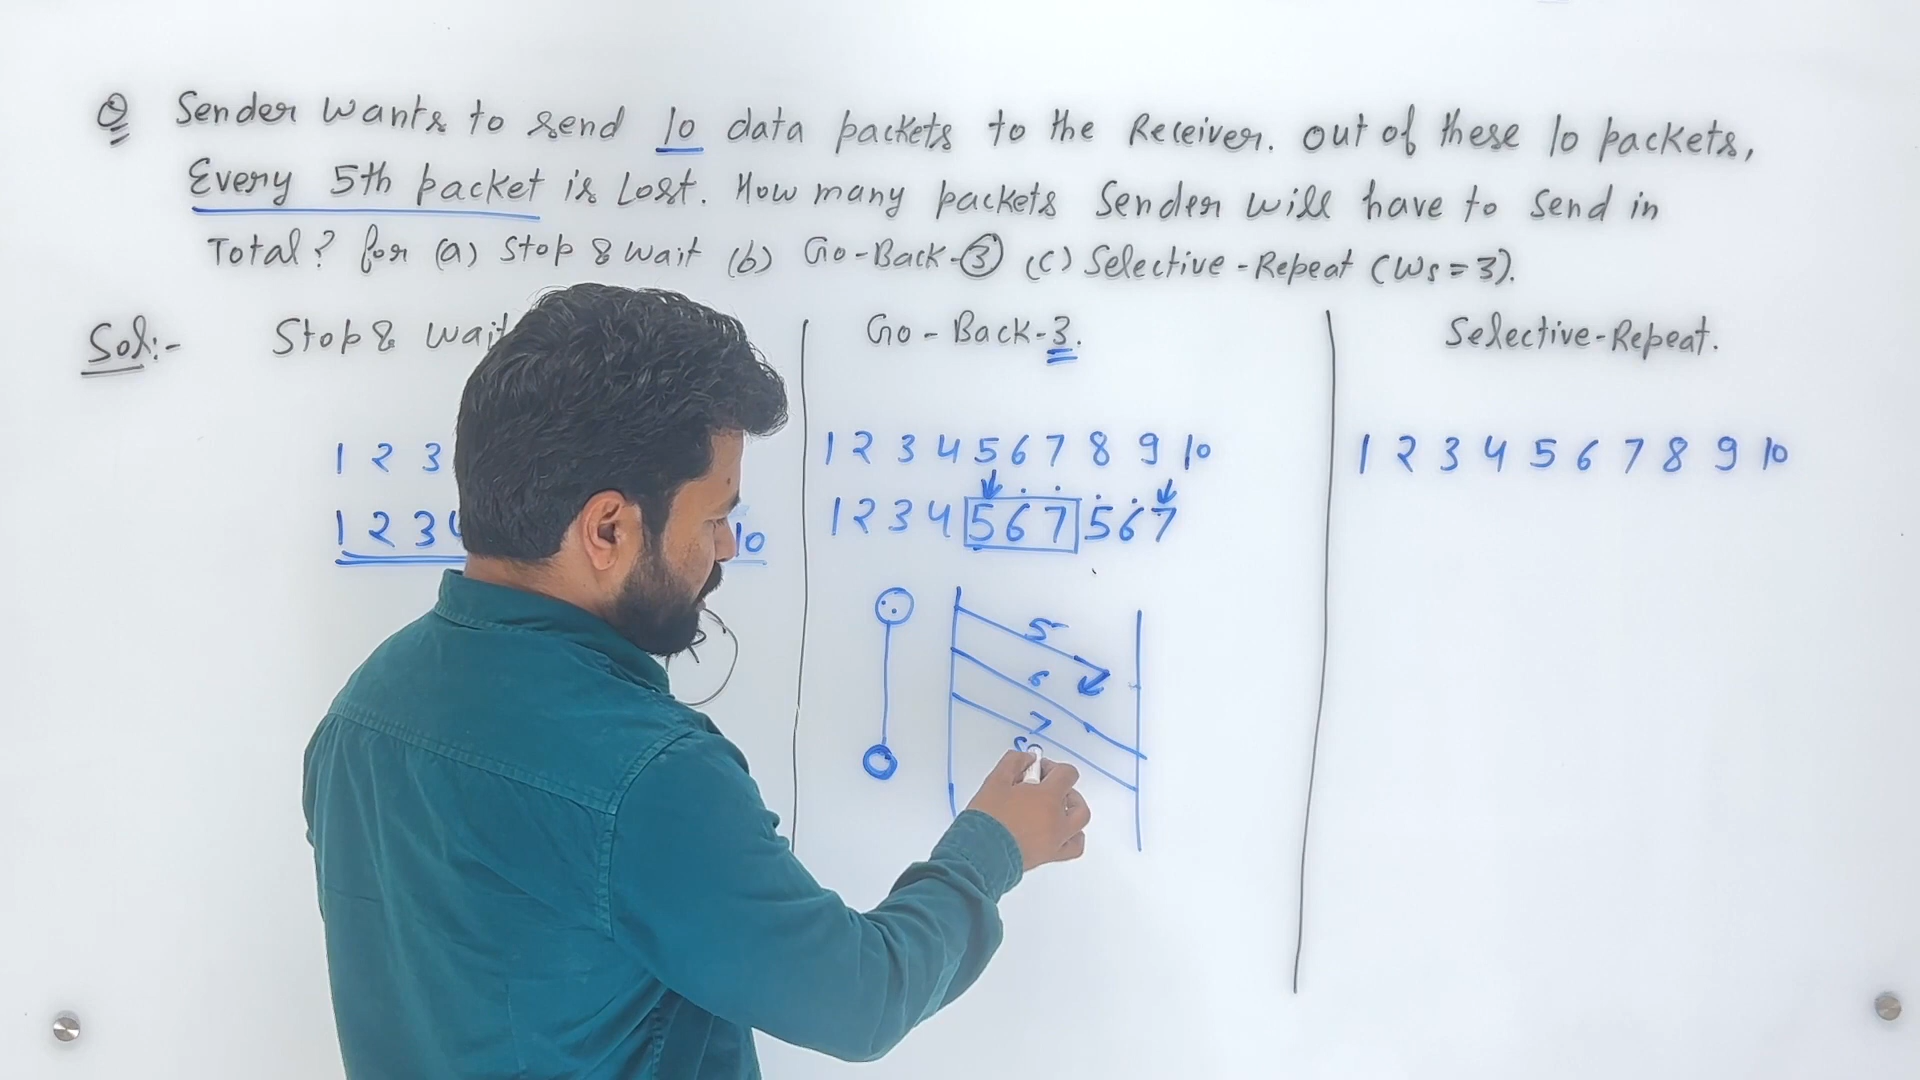 Q Sender wants to send 10 data packets to the Receiver. out of these 10 packets,
Every 5th packet is Lost. How many packets Sender will have to send in
Total? for (a) Stop & wait (b) Go-Back-3 (c) Selective-Repeat (Ws = 3).
Sol:- Stop & wait
1 2 3
1 2 3 4 10
Go-Back-3.
1 2 3 4 5 6 7 8 9 10
1 2 3 4 5 6 7 5 6 7
5
6
7
Selective-Repeat.
1 2 3 4 5 6 7 8 9 10